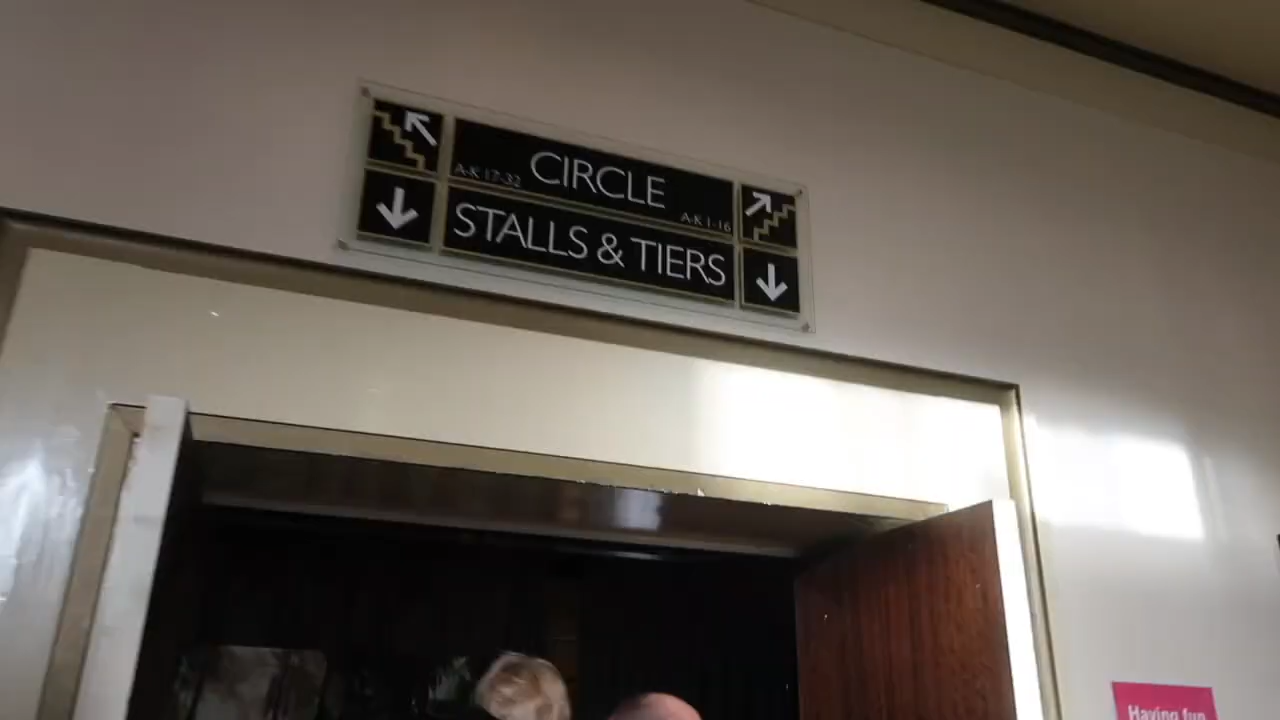 CIRCLE
A-K 17-32
A-K 1-16
STALLS & TIERS
Having fun